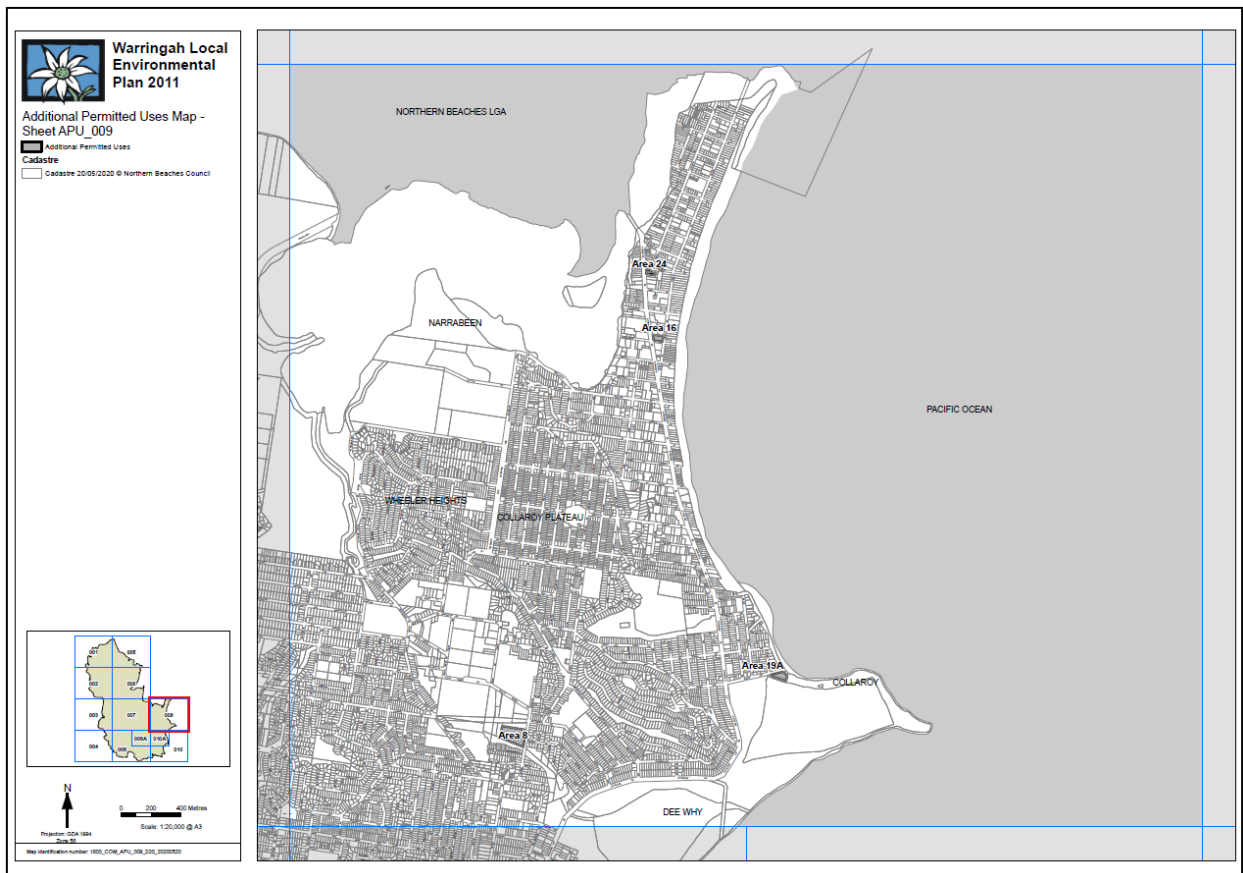 Warringah Local
Environmental
Plan 2011
Additional Permitted Uses Map -
Sheet APU_009
Additional Permitted Uses
Cadastre
Cadastre 20/05/2020 © Northern Beaches Council
NORTHERN BEACHES LGA
Area 24
NARRABEEN
Area 16
PACIFIC OCEAN
WHEELER HEIGHTS
COLLAROY PLATEAU
Area 19A
COLLAROY
Area 8
DEE WHY
001
005
002
006
003
007
009
004
008
008A
010A
010
N
0 200 400 Metres
Scale: 1:20,000 @ A3
Projection: GDA 1994
Zone 56
Map identification number: 1600_COM_APU_009_020_20200520